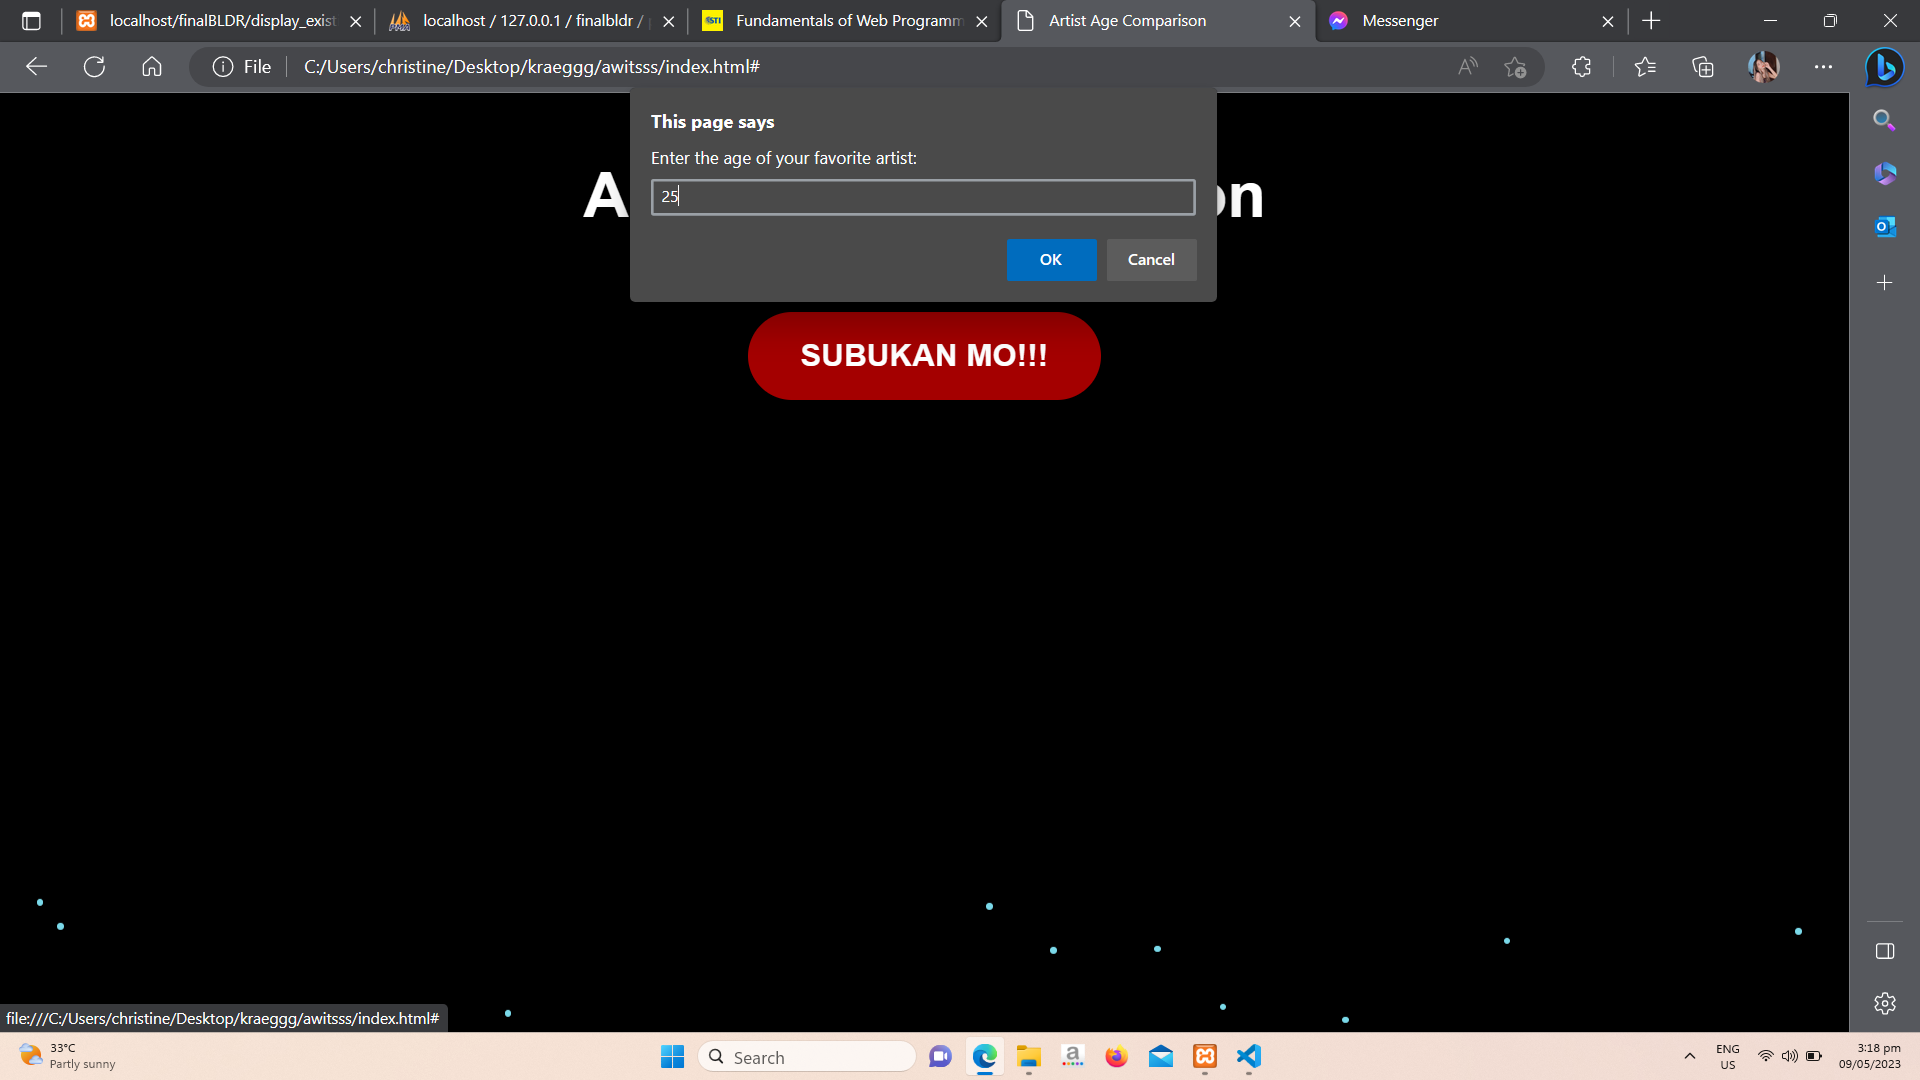 localhost/finalBLDR/display_exist
localhost / 127.0.0.1 / finalbldr /
Fundamentals of Web Programm
Artist Age Comparison
Messenger
File
C:/Users/christine/Desktop/kraeggg/awitsss/index.html#
This page says
Enter the age of your favorite artist:
25
OK
Cancel
A
on
SUBUKAN MO!!!
file:///C:/Users/christine/Desktop/kraeggg/awitsss/index.html#
33°C
Partly sunny
Search
ENG
US
3:18 pm
09/05/2023